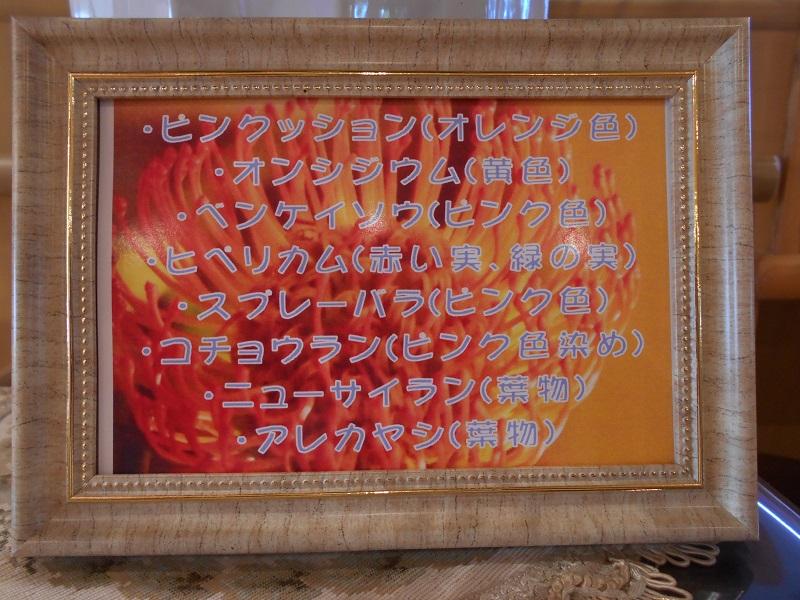 ・ピンクッション(オレンジ色)
・オンシジウム(黄色)
・ベンケイソウ(ピンク色)
・ヒペリカム(赤い実、緑の実)
・スプレーバラ(ピンク色)
・コチョウラン(ピンク色染め)
・ニューサイラン(葉物)
・アレカヤシ(葉物)